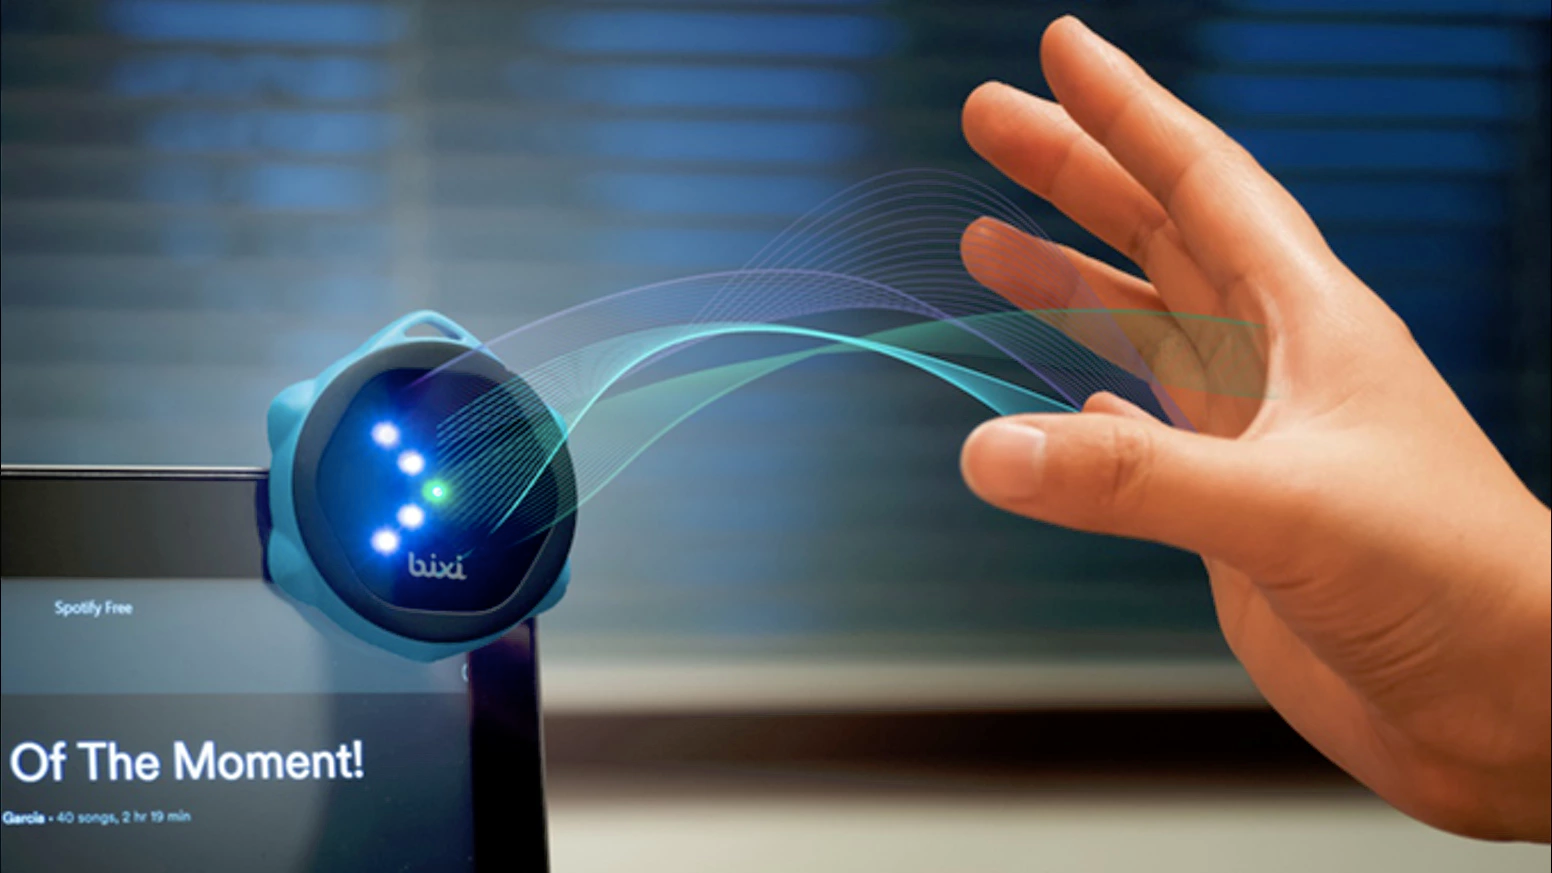 bixi
Spotify Free
Of The Moment!
Garcia • 40 songs, 2 hr 19 min